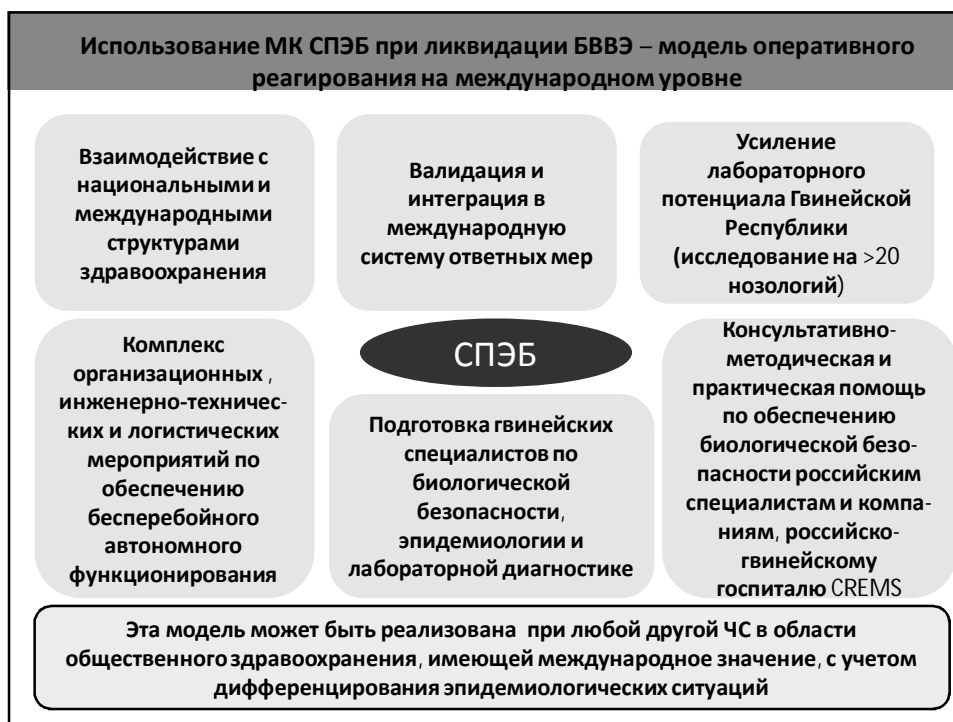 Использование МК СПЭБ при ликвидации БВВЭ – модель оперативного
реагирования на международном уровне
Взаимодействие с
национальными и
международными
структурами
здравоохранения
Валидация и
интеграция в
международную
систему ответных мер
Усиление
лабораторного
потенциала Гвинейской
Республики
(исследование на >20
нозологий)
Комплекс
организационных ,
инженерно-техничес-
ких и логистических
мероприятий по
обеспечению
бесперебойного
автономного
функционирования
СПЭБ
Подготовка гвинейских
специалистов по
биологической
безопасности,
эпидемиологии и
лабораторной диагностике
Консультативно-
методическая и
практическая помощь
по обеспечению
биологической безо-
пасности российским
специалистам и компа-
ниям, российско-
гвинейскому
госпиталю CREMS
Эта модель может быть реализована при любой другой ЧС в области
общественного здравоохранения, имеющей международное значение, с учетом
дифференцирования эпидемиологических ситуаций